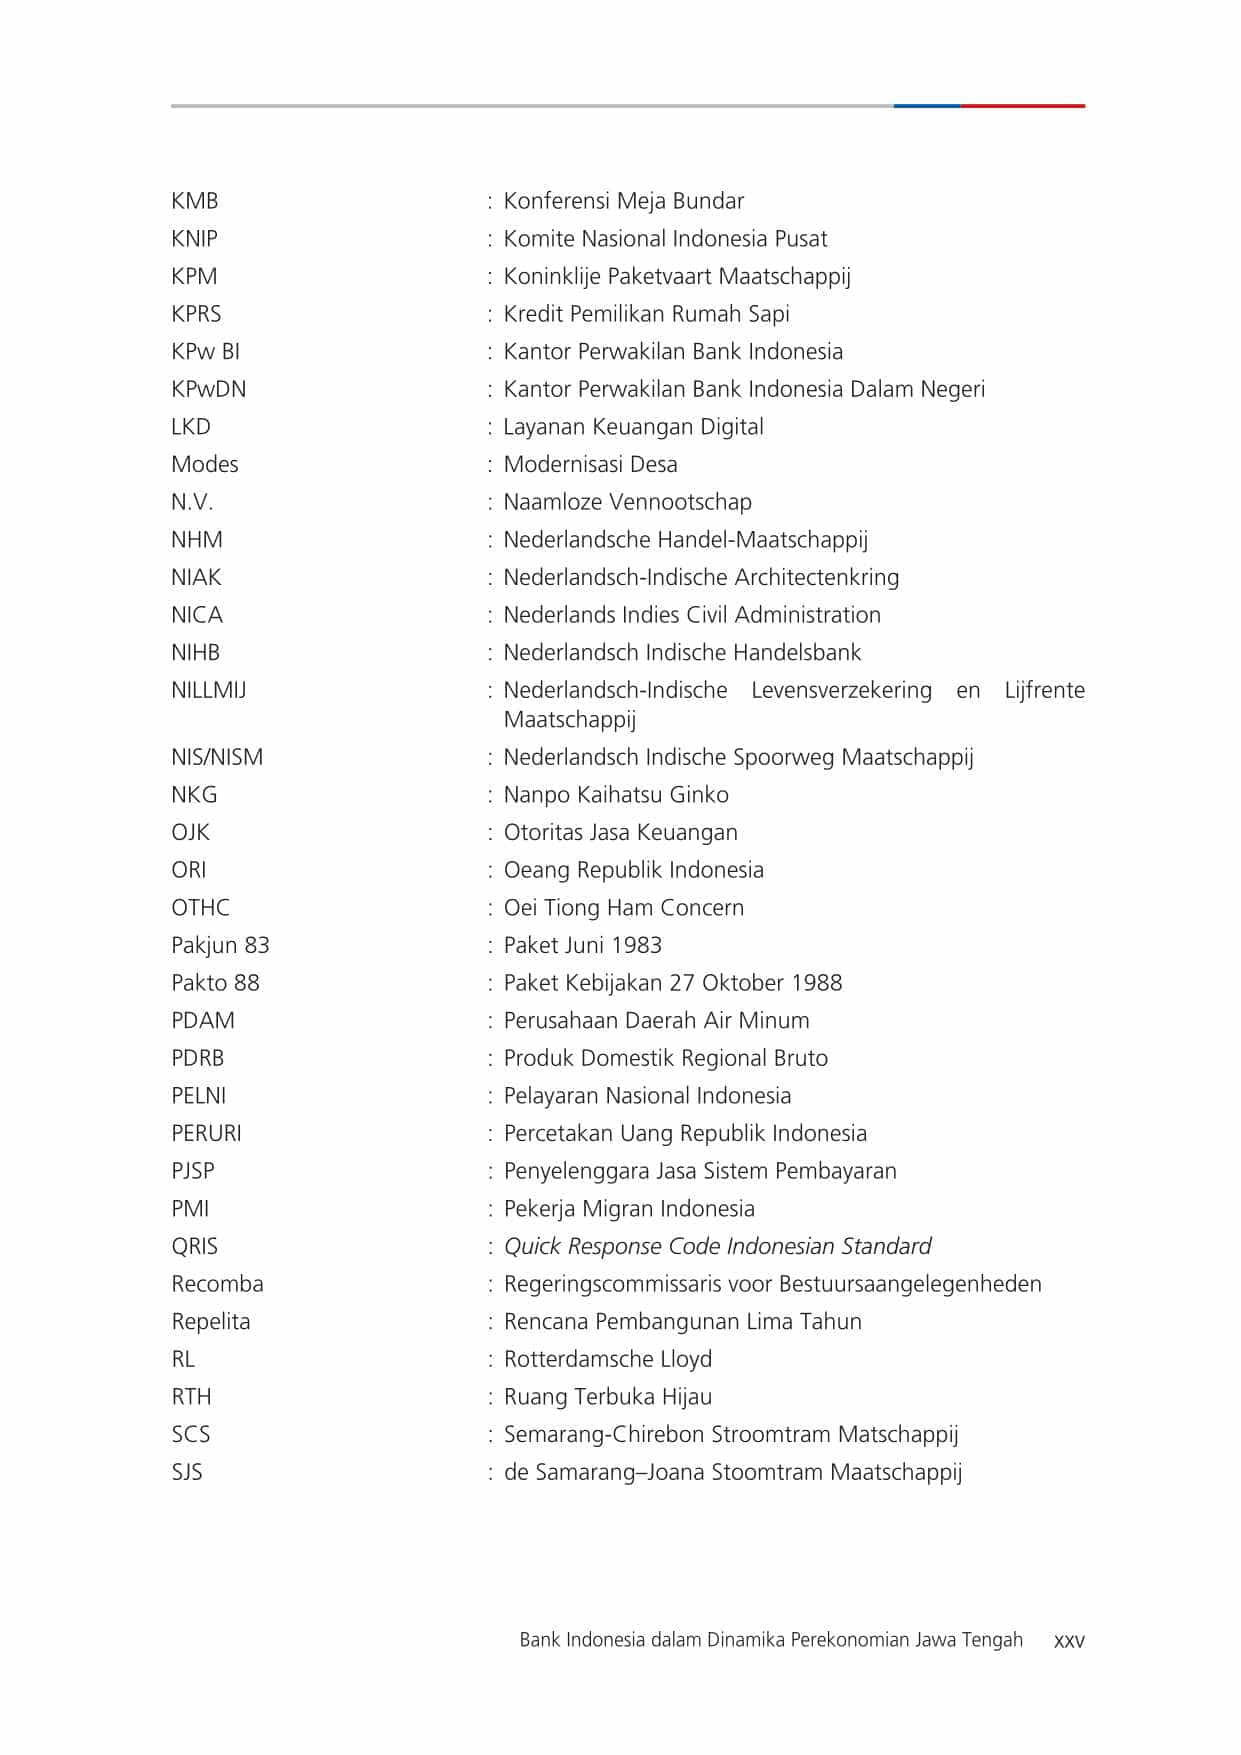 KMB : Konferensi Meja Bundar
KNIP : Komite Nasional Indonesia Pusat
KPM : Koninklije Paketvaart Maatschappij
KPRS : Kredit Pemilikan Rumah Sapi
KPw BI : Kantor Perwakilan Bank Indonesia
KPwDN : Kantor Perwakilan Bank Indonesia Dalam Negeri
LKD : Layanan Keuangan Digital
Modes : Modernisasi Desa
N.V. : Naamloze Vennootschap
NHM : Nederlandsche Handel-Maatschappij
NIAK : Nederlandsch-Indische Architectenkring
NICA : Nederlands Indies Civil Administration
NIHB : Nederlandsch Indische Handelsbank
NILLMIJ : Nederlandsch-Indische Levensverzekering en Lijfrente
Maatschappij
NIS/NISM : Nederlandsch Indische Spoorweg Maatschappij
NKG : Nanpo Kaihatsu Ginko
OJK : Otoritas Jasa Keuangan
ORI : Oeang Republik Indonesia
OTHC : Oei Tiong Ham Concern
Pakjun 83 : Paket Juni 1983
Pakto 88 : Paket Kebijakan 27 Oktober 1988
PDAM : Perusahaan Daerah Air Minum
PDRB : Produk Domestik Regional Bruto
PELNI : Pelayaran Nasional Indonesia
PERURI : Percetakan Uang Republik Indonesia
PJSP : Penyelenggara Jasa Sistem Pembayaran
PMI : Pekerja Migran Indonesia
QRIS : Quick Response Code Indonesian Standard
Recomba : Regeringscommissaris voor Bestuursaangelegenheden
Repelita : Rencana Pembangunan Lima Tahun
RL : Rotterdamsche Lloyd
RTH : Ruang Terbuka Hijau
SCS : Semarang-Chirebon Stroomtram Matschappij
SJS : de Samarang–Joana Stoomtram Maatschappij
Bank Indonesia dalam Dinamika Perekonomian Jawa Tengah xxv